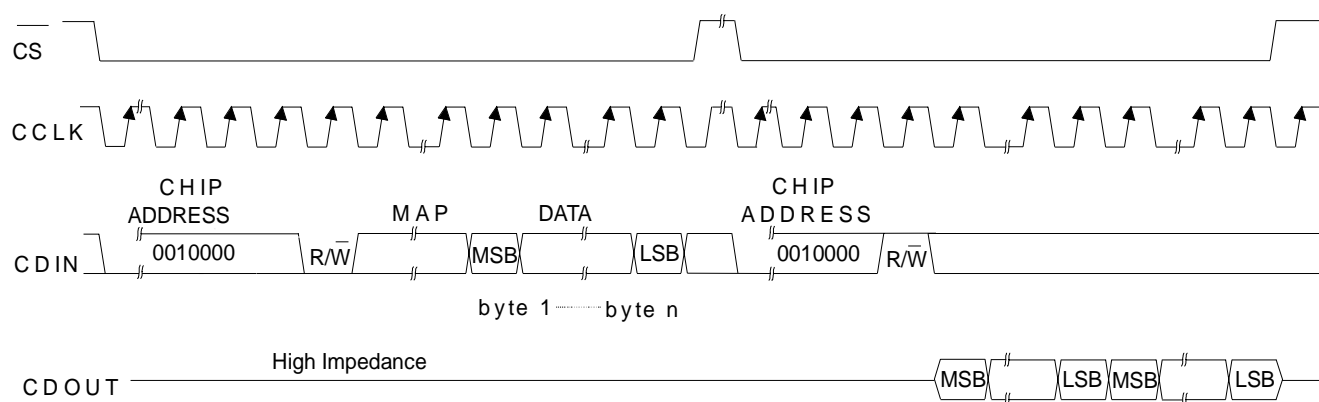 C̅S̅
CCLK
CHIP ADDRESS
MAP
DATA
CHIP ADDRESS
CDIN
0010000
R/W̅
MSB
LSB
0010000
R/W̅
byte 1
byte n
High Impedance
CDOUT
MSB
LSB
MSB
LSB